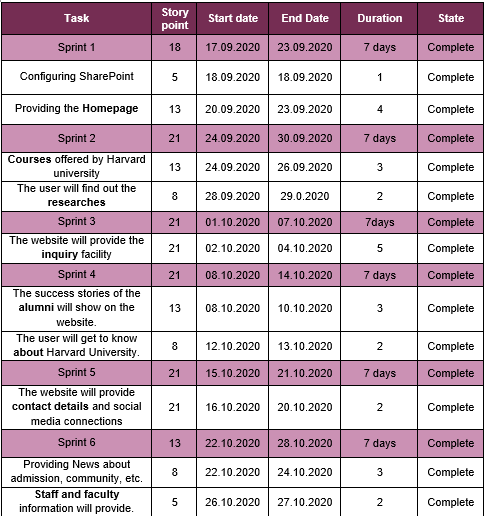 Task Story point Start date End Date Duration State
Sprint 1 18 17.09.2020 23.09.2020 7 days Complete
Configuring SharePoint 5 18.09.2020 18.09.2020 1 Complete
Providing the Homepage 13 20.09.2020 23.09.2020 4 Complete
Sprint 2 21 24.09.2020 30.09.2020 7 days Complete
Courses offered by Harvard
university 13 24.09.2020 26.09.2020 3 Complete
The user will find out the
researches 8 28.09.2020 29.0.2020 2 Complete
Sprint 3 21 01.10.2020 07.10.2020 7days Complete
The website will provide the
inquiry facility 21 02.10.2020 04.10.2020 5 Complete
Sprint 4 21 08.10.2020 14.10.2020 7 days Complete
The success stories of the
alumni will show on the
website. 13 08.10.2020 10.10.2020 3 Complete
The user will get to know
about Harvard University. 8 12.10.2020 13.10.2020 2 Complete
Sprint 5 21 15.10.2020 21.10.2020 7 days Complete
The website will provide
contact details and social
media connections 21 16.10.2020 20.10.2020 2 Complete
Sprint 6 13 22.10.2020 28.10.2020 7 days Complete
Providing News about
admission, community, etc. 8 22.10.2020 24.10.2020 3 Complete
Staff and faculty
information will provide. 5 26.10.2020 27.10.2020 2 Complete